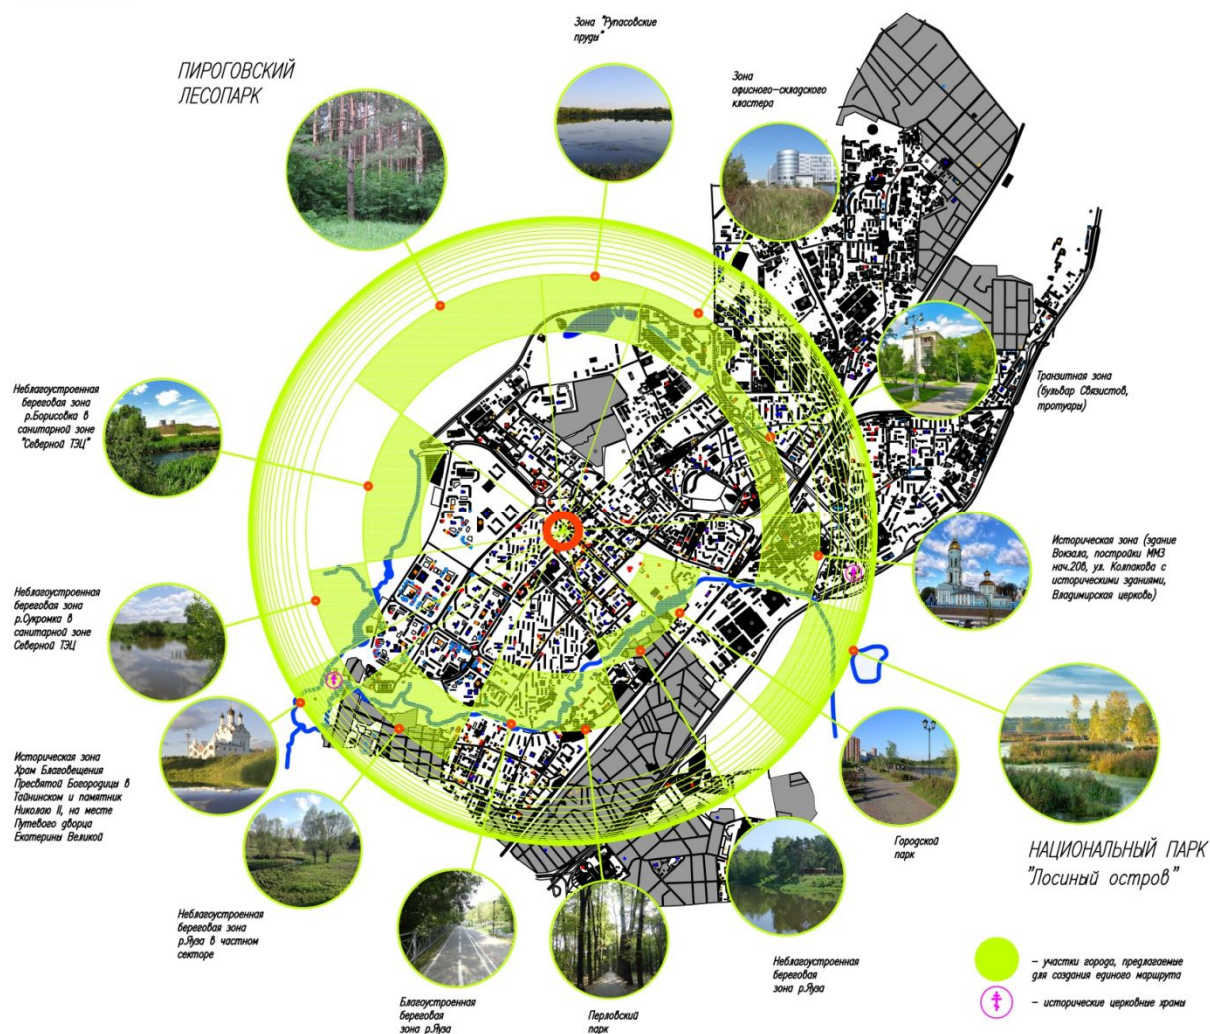 Зона "Рупасовские
пруды"
ПИРОГОВСКИЙ
ЛЕСОПАРК
Зона
офисного-складского
кластера
Транзитная зона
(бульвар Связистов,
тротуары)
Неблагоустроенная
береговая зона
р.Борисовка в
санитарной зоне
"Северной ТЭЦ"
Историческая зона (здание
Вокзала, постройки ММЗ
нач.20в, ул. Колпакова с
историческими зданиями,
Владимирская церковь)
Неблагоустроенная
береговая зона
р.Сукромка в
санитарной зоне
Северной ТЭЦ
Историческая зона
Храм Благовещения
Пресвятой Богородицы в
Тайнинском и памятник
Николаю II, на месте
Путевого дворца
Екатерины Великой
Городской
парк
НАЦИОНАЛЬНЫЙ ПАРК
"Лосиный остров"
Неблагоустроенная
береговая зона
р.Яуза в частном
секторе
Благоустроенная
береговая
зона р.Яуза
Перловский
парк
Неблагоустроенная
береговая
зона р.Яуза
- участки города, предлагаемые
для создания единого маршрута
- исторические церковные храмы